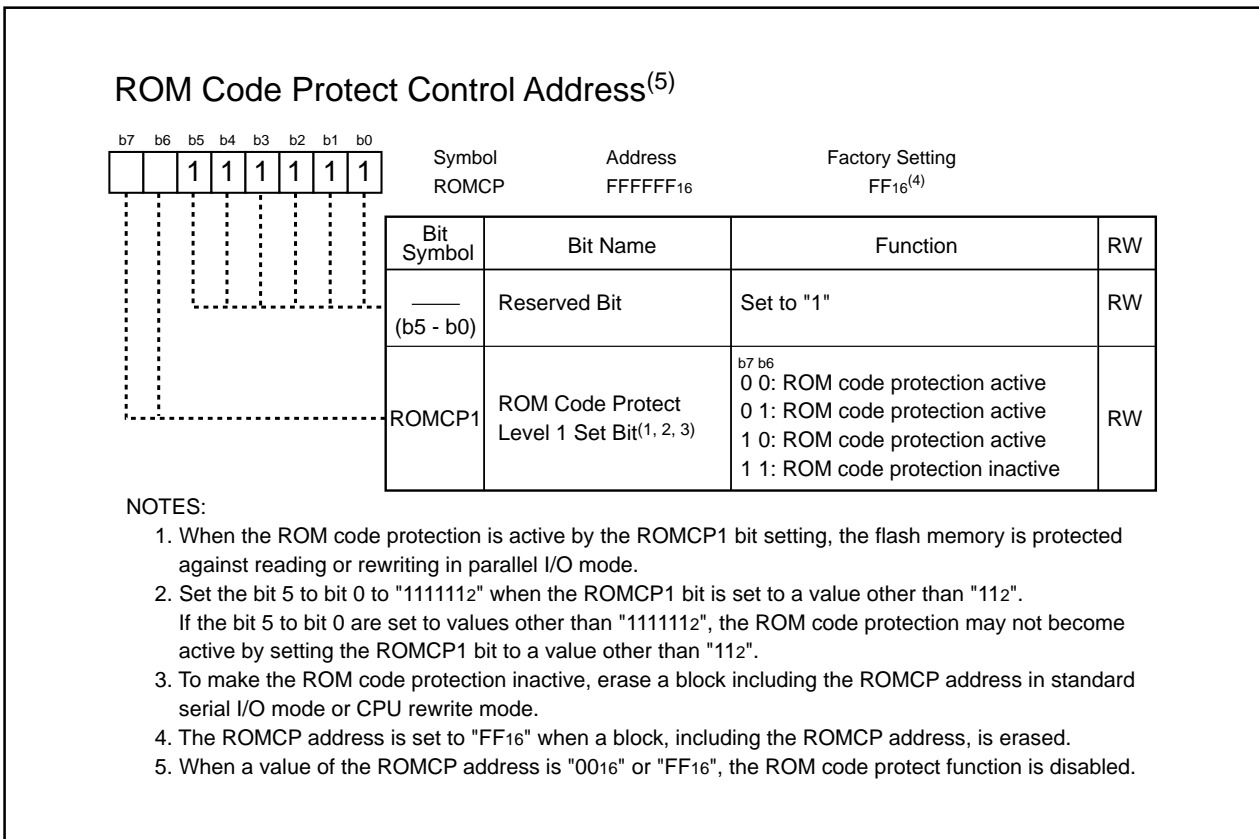 ROM Code Protect Control Address(5)
b7 b6 b5 b4 b3 b2 b1 b0
1 1 1 1 1 1
Symbol Address Factory Setting
ROMCP FFFFFF16 FF16(4)
Bit Symbol Bit Name Function RW
(b5 - b0) Reserved Bit Set to "1" RW
b7 b6
0 0: ROM code protection active
0 1: ROM code protection active
ROMCP1 ROM Code Protect Level 1 Set Bit(1, 2, 3) RW
1 0: ROM code protection active
1 1: ROM code protection inactive
NOTES:
1. When the ROM code protection is active by the ROMCP1 bit setting, the flash memory is protected
against reading or rewriting in parallel I/O mode.
2. Set the bit 5 to bit 0 to "1111112" when the ROMCP1 bit is set to a value other than "112".
If the bit 5 to bit 0 are set to values other than "1111112", the ROM code protection may not become
active by setting the ROMCP1 bit to a value other than "112".
3. To make the ROM code protection inactive, erase a block including the ROMCP address in standard
serial I/O mode or CPU rewrite mode.
4. The ROMCP address is set to "FF16" when a block, including the ROMCP address, is erased.
5. When a value of the ROMCP address is "0016" or "FF16", the ROM code protect function is disabled.